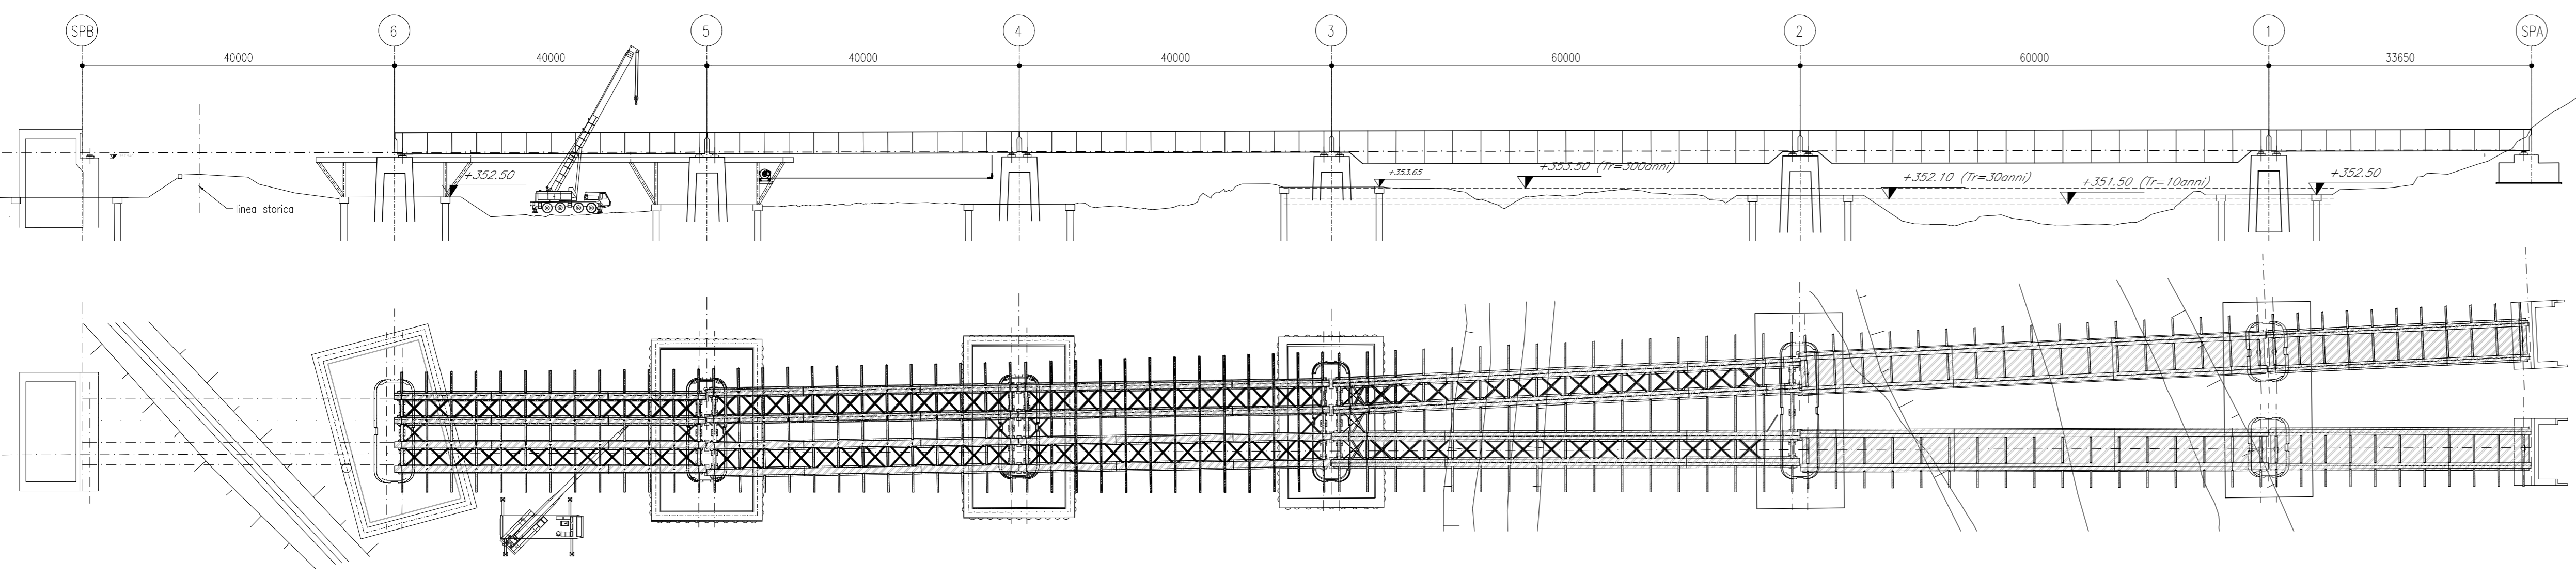 SPB 6 5 4 3 2 1 SPA
40000 40000 40000 40000 60000 60000 33650
+352.50
+353.65
+353.50 (Tr=300anni)
+352.10 (Tr=30anni)
+351.50 (Tr=10anni)
+352.50
linea storica